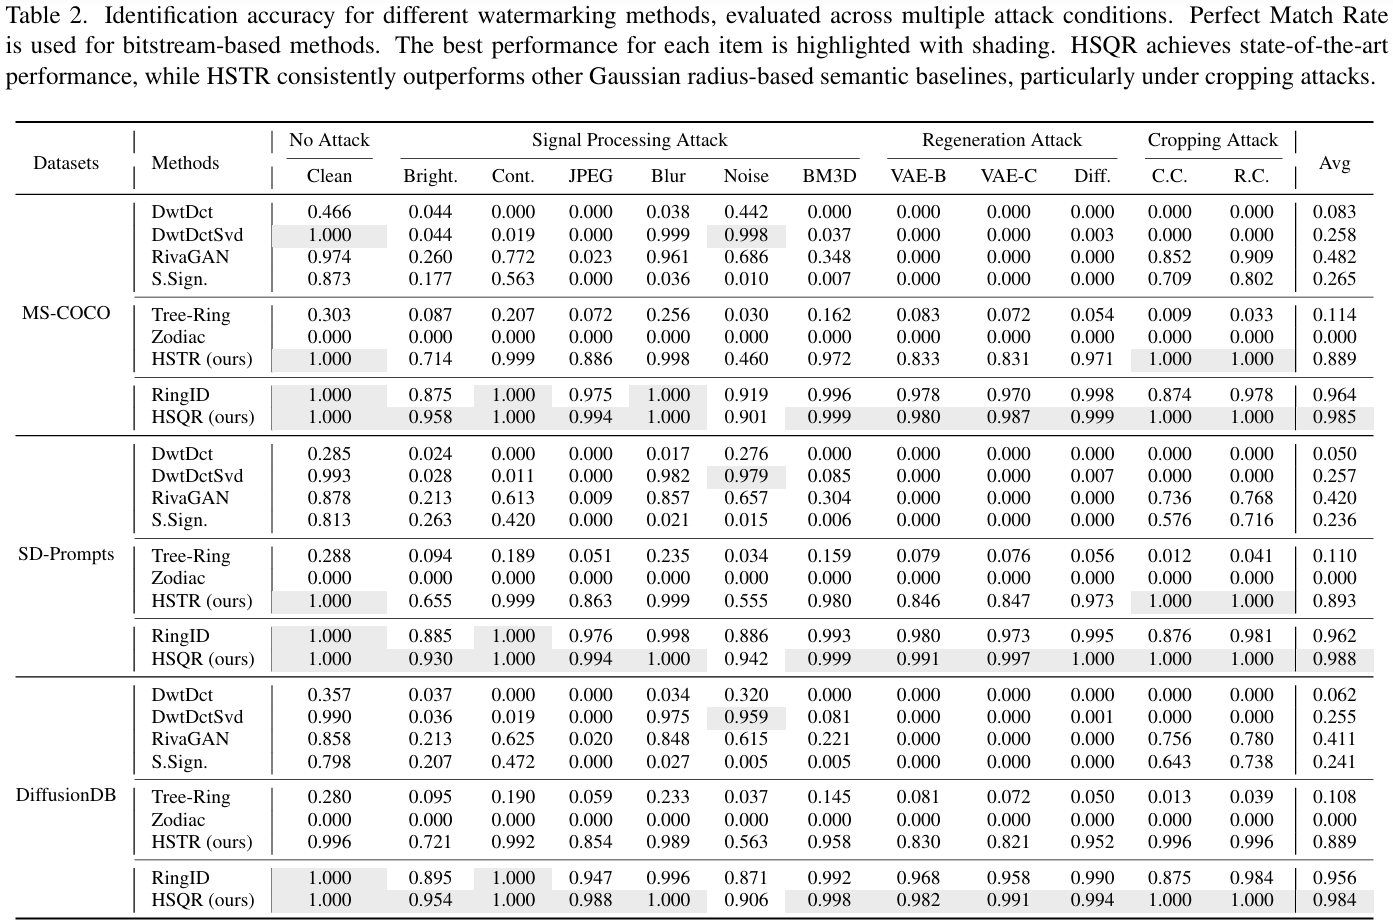 Table 2. Identification accuracy for different watermarking methods, evaluated across multiple attack conditions. Perfect Match Rate
is used for bitstream-based methods. The best performance for each item is highlighted with shading. HSQR achieves state-of-the-art
performance, while HSTR consistently outperforms other Gaussian radius-based semantic baselines, particularly under cropping attacks.
Datasets Methods No Attack Signal Processing Attack Regeneration Attack Cropping Attack Avg
Clean Bright. Cont. JPEG Blur Noise BM3D VAE-B VAE-C Diff. C.C. R.C.
MS-COCO
DwtDct 0.466 0.044 0.000 0.000 0.038 0.442 0.000 0.000 0.000 0.000 0.000 0.000 0.083
DwtDctSvd 1.000 0.044 0.019 0.000 0.999 0.998 0.037 0.000 0.000 0.003 0.000 0.000 0.258
RivaGAN 0.974 0.260 0.772 0.023 0.961 0.686 0.348 0.000 0.000 0.000 0.852 0.909 0.482
S.Sign. 0.873 0.177 0.563 0.000 0.036 0.010 0.007 0.000 0.000 0.000 0.709 0.802 0.265
Tree-Ring 0.303 0.087 0.207 0.072 0.256 0.030 0.162 0.083 0.072 0.054 0.009 0.033 0.114
Zodiac 0.000 0.000 0.000 0.000 0.000 0.000 0.000 0.000 0.000 0.000 0.000 0.000 0.000
HSTR (ours) 1.000 0.714 0.999 0.886 0.998 0.460 0.972 0.833 0.831 0.971 1.000 1.000 0.889
RingID 1.000 0.875 1.000 0.975 1.000 0.919 0.996 0.978 0.970 0.998 0.874 0.978 0.964
HSQR (ours) 1.000 0.958 1.000 0.994 1.000 0.901 0.999 0.980 0.987 0.999 1.000 1.000 0.985
SD-Prompts
DwtDct 0.285 0.024 0.000 0.000 0.017 0.276 0.000 0.000 0.000 0.000 0.000 0.000 0.050
DwtDctSvd 0.993 0.028 0.011 0.000 0.982 0.979 0.085 0.000 0.000 0.007 0.000 0.000 0.257
RivaGAN 0.878 0.213 0.613 0.009 0.857 0.657 0.304 0.000 0.000 0.000 0.736 0.768 0.420
S.Sign. 0.813 0.263 0.420 0.000 0.021 0.015 0.006 0.000 0.000 0.000 0.576 0.716 0.236
Tree-Ring 0.288 0.094 0.189 0.051 0.235 0.034 0.159 0.079 0.076 0.056 0.012 0.041 0.110
Zodiac 0.000 0.000 0.000 0.000 0.000 0.000 0.000 0.000 0.000 0.000 0.000 0.000 0.000
HSTR (ours) 1.000 0.655 0.999 0.863 0.999 0.555 0.980 0.846 0.847 0.973 1.000 1.000 0.893
RingID 1.000 0.885 1.000 0.976 0.998 0.886 0.993 0.980 0.973 0.995 0.876 0.981 0.962
HSQR (ours) 1.000 0.930 1.000 0.994 1.000 0.942 0.999 0.991 0.997 1.000 1.000 1.000 0.988
DiffusionDB
DwtDct 0.357 0.037 0.000 0.000 0.034 0.320 0.000 0.000 0.000 0.000 0.000 0.000 0.062
DwtDctSvd 0.990 0.036 0.019 0.000 0.975 0.959 0.081 0.000 0.000 0.001 0.000 0.000 0.255
RivaGAN 0.858 0.213 0.625 0.020 0.848 0.615 0.221 0.000 0.000 0.000 0.756 0.780 0.411
S.Sign. 0.798 0.207 0.472 0.000 0.027 0.005 0.005 0.000 0.000 0.000 0.643 0.738 0.241
Tree-Ring 0.280 0.095 0.190 0.059 0.233 0.037 0.145 0.081 0.072 0.050 0.013 0.039 0.108
Zodiac 0.000 0.000 0.000 0.000 0.000 0.000 0.000 0.000 0.000 0.000 0.000 0.000 0.000
HSTR (ours) 0.996 0.721 0.992 0.854 0.989 0.563 0.958 0.830 0.821 0.952 0.996 0.996 0.889
RingID 1.000 0.895 1.000 0.947 0.996 0.871 0.992 0.968 0.958 0.990 0.875 0.984 0.956
HSQR (ours) 1.000 0.954 1.000 0.988 1.000 0.906 0.998 0.982 0.991 0.994 1.000 1.000 0.984